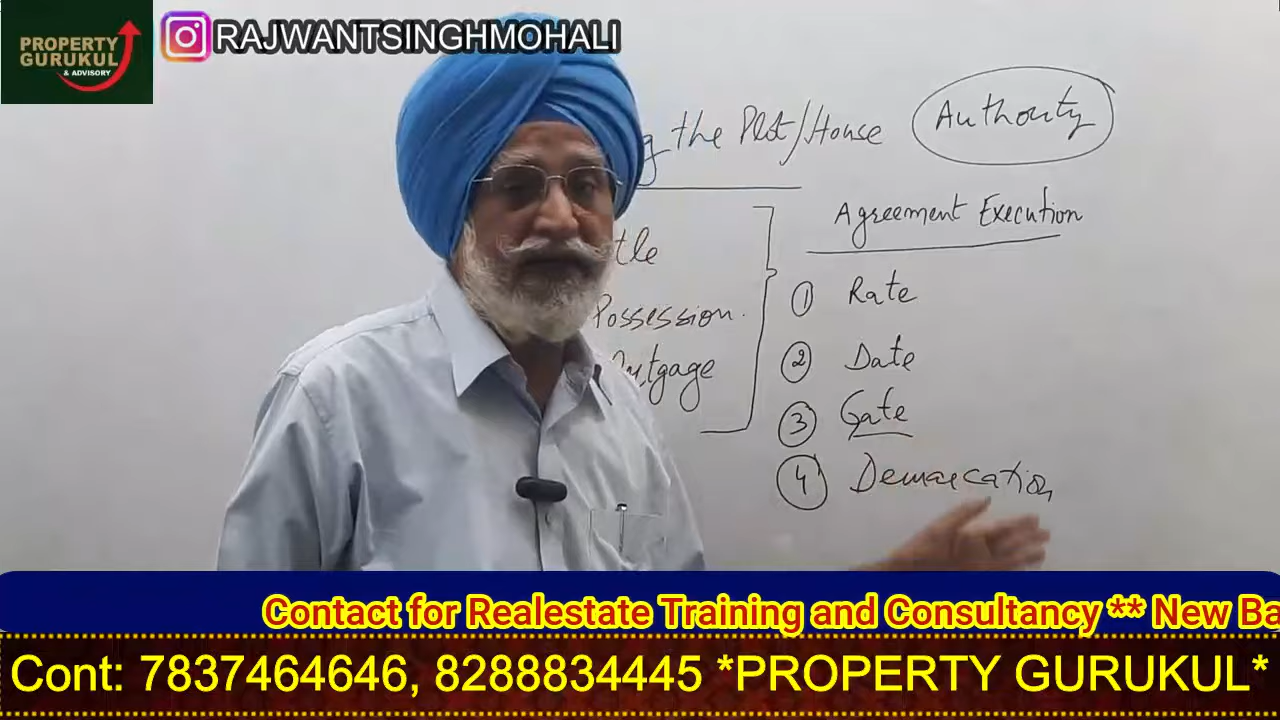 PROPERTY
GURUKUL
& ADVISORY
RAJWANTSINGHMOHALI
g the Plot/House
Authority
Agreement Execution
tle
Possession.
rtgage
1 Rate
2 Date
3 Gate
4 Demarcation
Contact for Realestate Training and Consultancy ** New Ba
Cont: 7837464646, 8288834445 *PROPERTY GURUKUL*